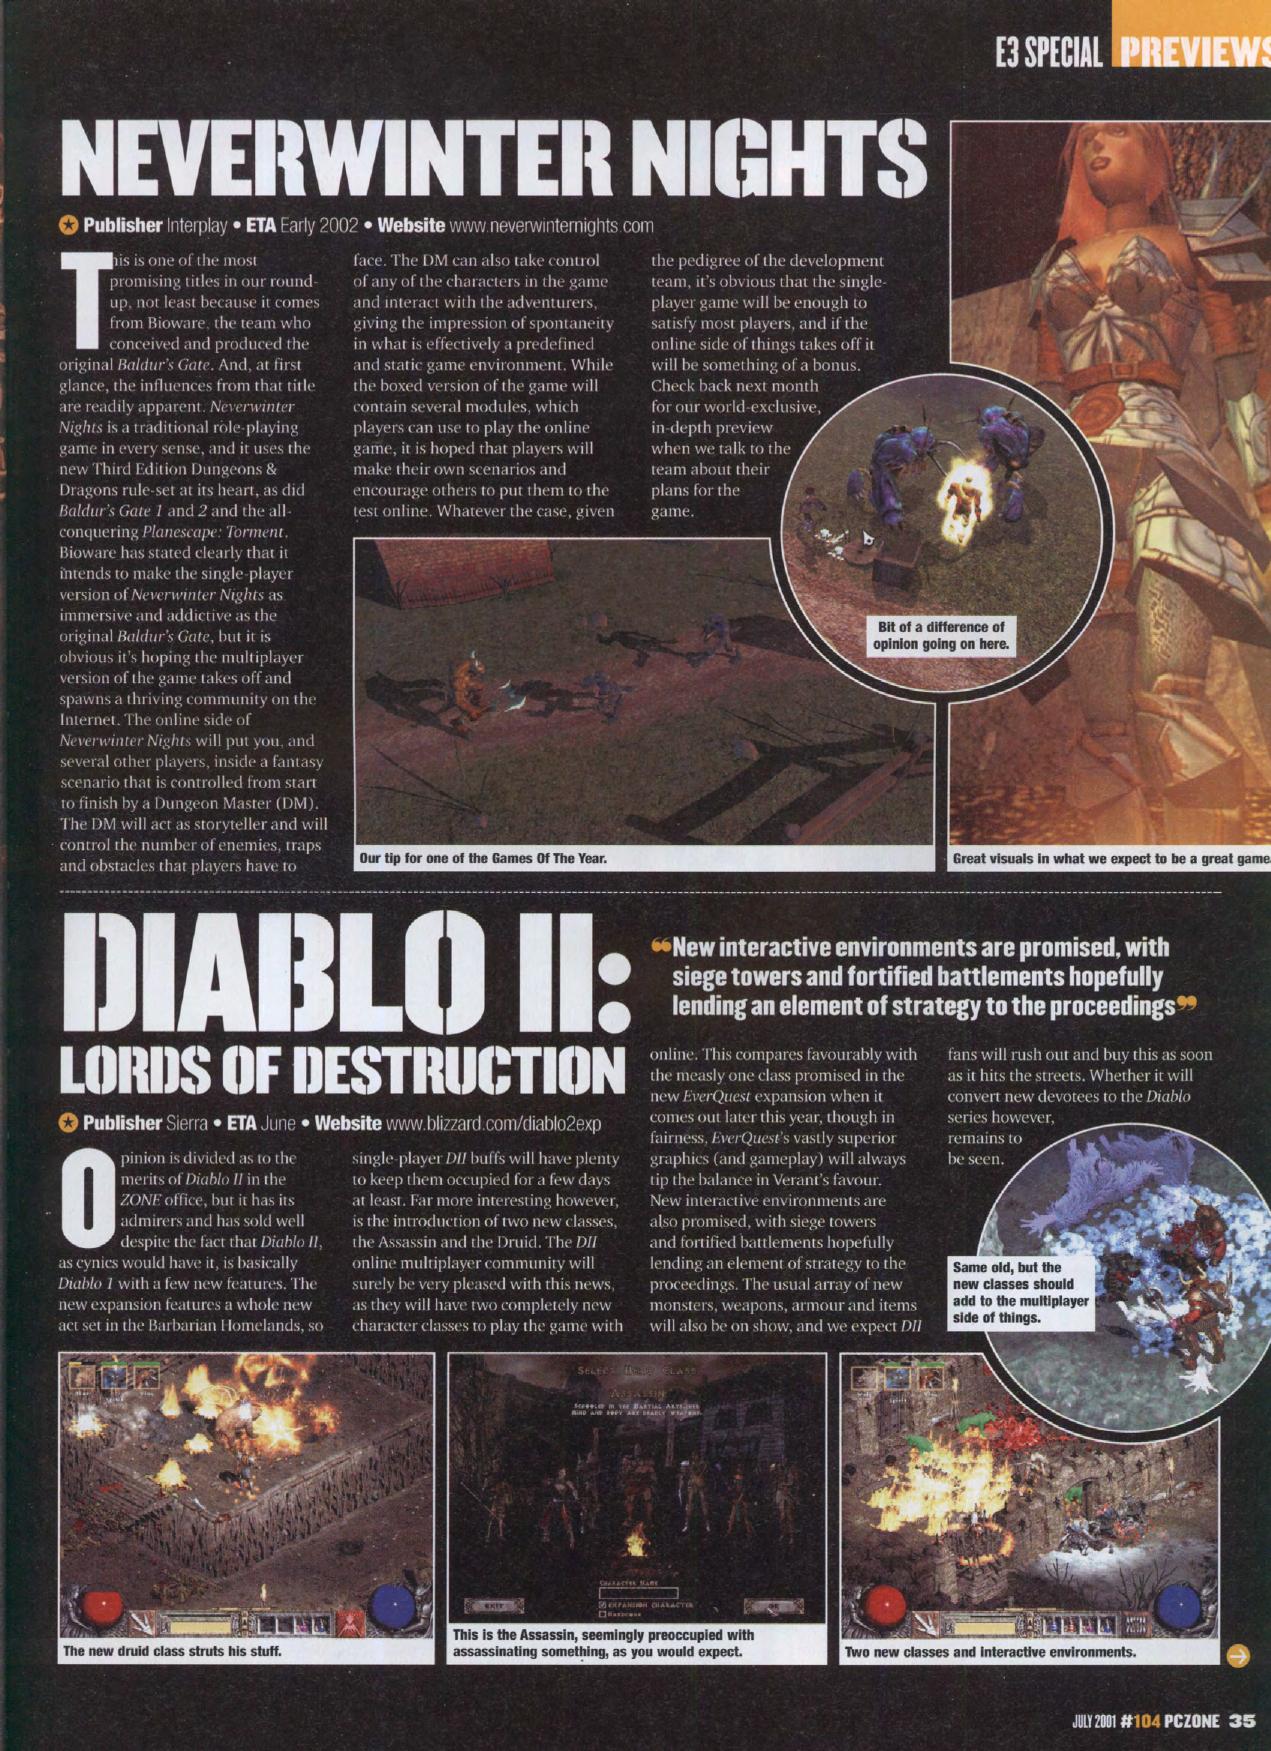 E3 SPECIAL PREVIEWS
NEVERWINTER NIGHTS
Publisher Interplay • ETA Early 2002 • Website www.neverwinternights.com
This is one of the most
promising titles in our round-
up, not least because it comes
from Bioware, the team who
conceived and produced the
original Baldur's Gate. And, at first
glance, the influences from that title
are readily apparent. Neverwinter
Nights is a traditional role-playing
game in every sense, and it uses the
new Third Edition Dungeons &
Dragons rule-set at its heart, as did
Baldur's Gate 1 and 2 and the all-
conquering Planescape: Torment.
Bioware has stated clearly that it
intends to make the single-player
version of Neverwinter Nights as
immersive and addictive as the
original Baldur's Gate, but it is
obvious it's hoping the multiplayer
version of the game takes off and
spawns a thriving community on the
Internet. The online side of
Neverwinter Nights will put you, and
several other players, inside a fantasy
scenario that is controlled from start
to finish by a Dungeon Master (DM).
The DM will act as storyteller and will
control the number of enemies, traps
and obstacles that players have to
face. The DM can also take control
of any of the characters in the game
and interact with the adventurers,
giving the impression of spontaneity
in what is effectively a predefined
and static game environment. While
the boxed version of the game will
contain several modules, which
players can use to play the online
game, it is hoped that players will
make their own scenarios and
encourage others to put them to the
test online. Whatever the case, given
the pedigree of the development
team, it's obvious that the single-
player game will be enough to
satisfy most players, and if the
online side of things takes off it
will be something of a bonus.
Check back next month
for our world-exclusive,
in-depth preview
when we talk to the
team about their
plans for the
game.
Bit of a difference of
opinion going on here.
Our tip for one of the Games Of The Year.
Great visuals in what we expect to be a great game.
DIABLO II:
LORDS OF DESTRUCTION
Publisher Sierra • ETA June • Website www.blizzard.com/diablo2exp
“New interactive environments are promised, with
siege towers and fortified battlements hopefully
lending an element of strategy to the proceedings”
Opinion is divided as to the
merits of Diablo II in the
ZONE office, but it has its
admirers and has sold well
despite the fact that Diablo II,
as cynics would have it, is basically
Diablo 1 with a few new features. The
new expansion features a whole new
act set in the Barbarian Homelands, so
single-player DII buffs will have plenty
to keep them occupied for a few days
at least. Far more interesting however,
is the introduction of two new classes,
the Assassin and the Druid. The DII
online multiplayer community will
surely be very pleased with this news,
as they will have two completely new
character classes to play the game with
online. This compares favourably with
the measly one class promised in the
new EverQuest expansion when it
comes out later this year, though in
fairness, EverQuest's vastly superior
graphics (and gameplay) will always
tip the balance in Verant's favour.
New interactive environments are
also promised, with siege towers
and fortified battlements hopefully
lending an element of strategy to the
proceedings. The usual array of new
monsters, weapons, armour and items
will also be on show, and we expect DII
fans will rush out and buy this as soon
as it hits the streets. Whether it will
convert new devotees to the Diablo
series however,
remains to
be seen.
Same old, but the
new classes should
add to the multiplayer
side of things.
SELECT HERO CLASS
ASSASSIN
SCHOOLED IN THE MARTIAL ARTS, HER
MIND AND BODY ARE DEADLY WEAPONS.
CHARACTER NAME
EXPANSION CHARACTER
HARDCORE
EXIT
OK
The new druid class struts his stuff.
This is the Assassin, seemingly preoccupied with
assassinating something, as you would expect.
Two new classes and interactive environments.
JULY 2001 #104 PCZONE 35